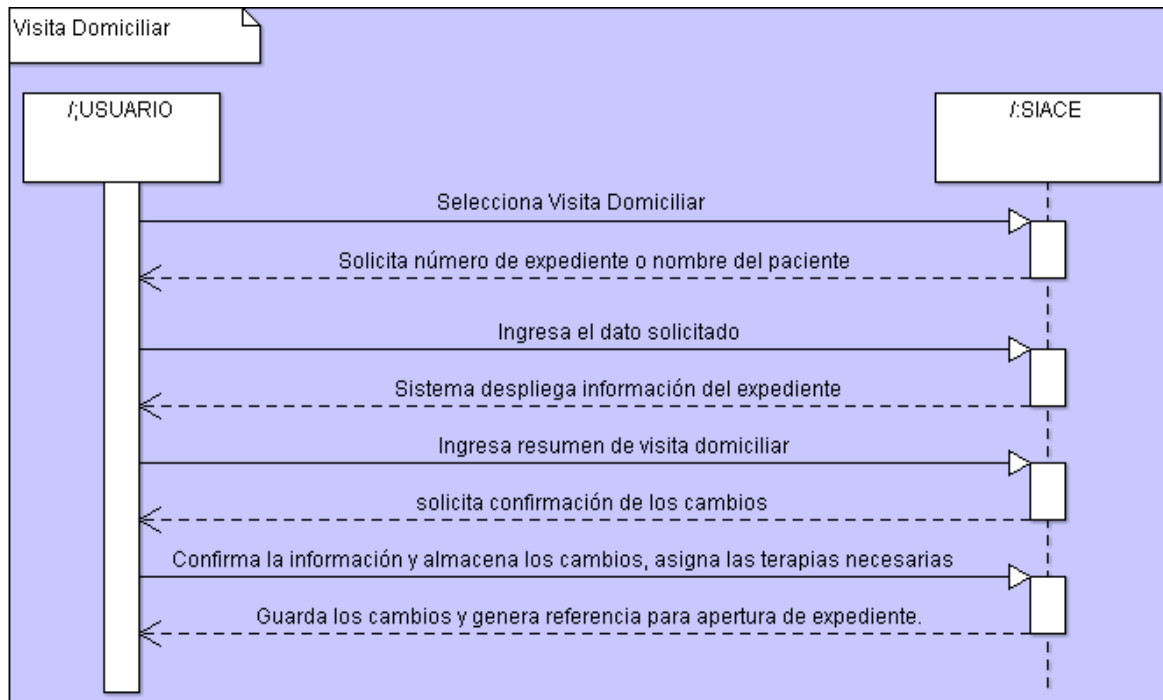 Visita Domiciliar
/;USUARIO
/:SIACE
Selecciona Visita Domiciliar
Solicita número de expediente o nombre del paciente
Ingresa el dato solicitado
Sistema despliega información del expediente
Ingresa resumen de visita domiciliar
solicita confirmación de los cambios
Confirma la información y almacena los cambios, asigna las terapias necesarias
Guarda los cambios y genera referencia para apertura de expediente.